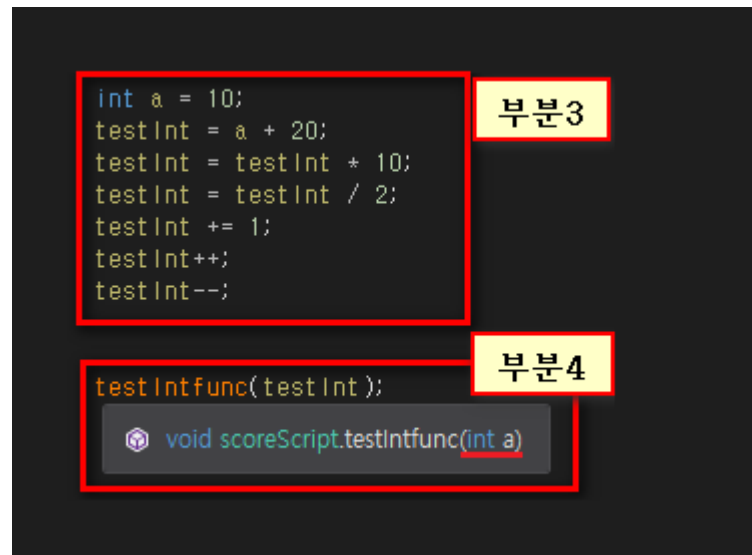 int a = 10;
testInt = a + 20;
testInt = testInt * 10;
testInt = testInt / 2;
testInt += 1;
testInt++;
testInt--;
부분3
testIntfunc(testInt);
부분4
void scoreScript.testIntfunc(int a)